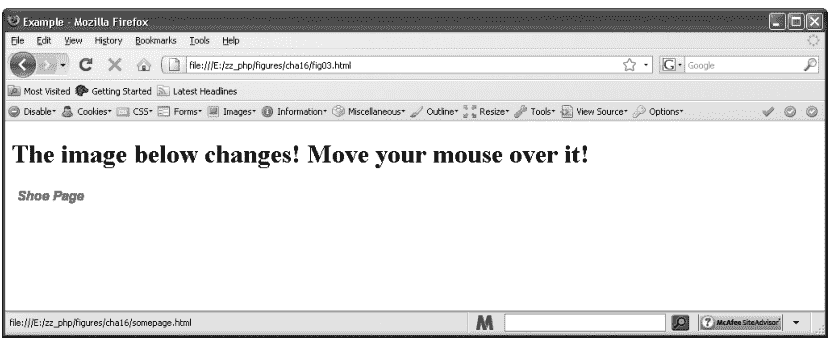 Example - Mozilla Firefox
File Edit View History Bookmarks Tools Help
file:///E:/zz_php/figures/cha16/fig03.html
G Google
Most Visited Getting Started Latest Headlines
Disable Cookies CSS Forms Images Information Miscellaneous Outline Resize Tools View Source Options
The image below changes! Move your mouse over it!
Shoe Page
file:///E:/zz_php/figures/cha16/somepage.html M McAfee SiteAdvisor